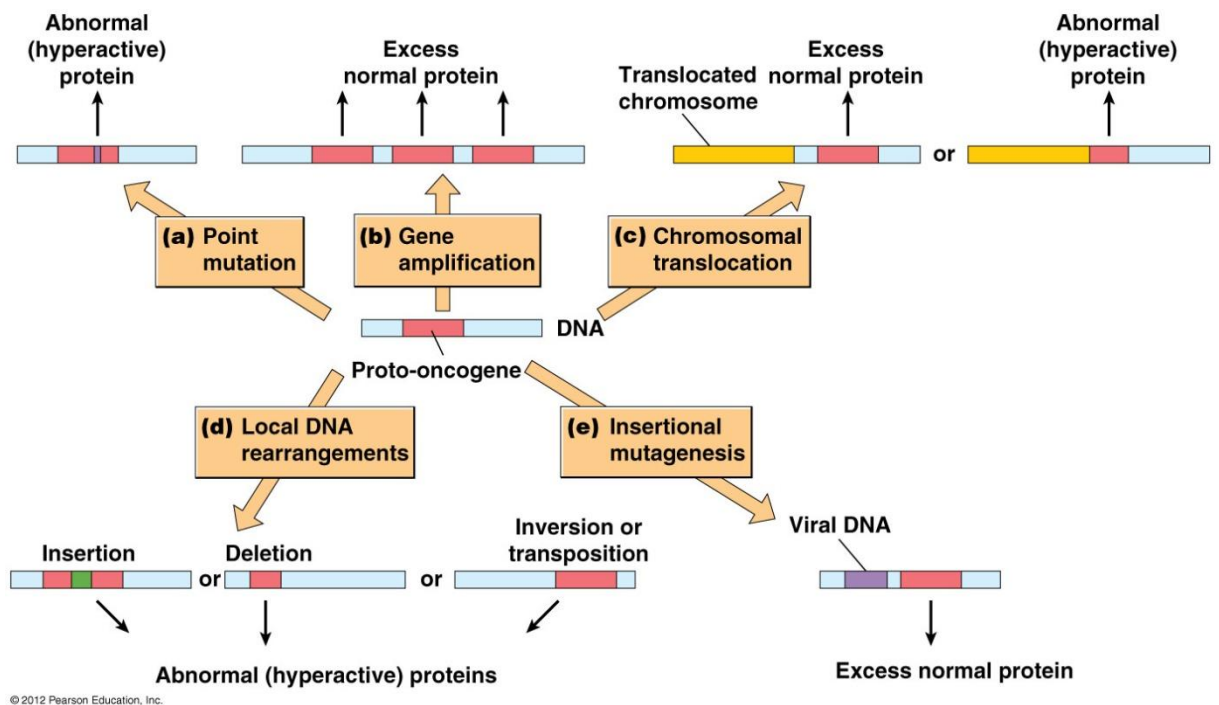 Abnormal
(hyperactive)
protein
Excess
normal protein
Translocated
chromosome
Excess
normal protein
Abnormal
(hyperactive)
protein
or
(a) Point
mutation
(b) Gene
amplification
(c) Chromosomal
translocation
DNA
Proto-oncogene
(d) Local DNA
rearrangements
(e) Insertional
mutagenesis
Insertion
or
Deletion
or
Inversion or
transposition
Viral DNA
Abnormal (hyperactive) proteins
Excess normal protein
© 2012 Pearson Education, Inc.